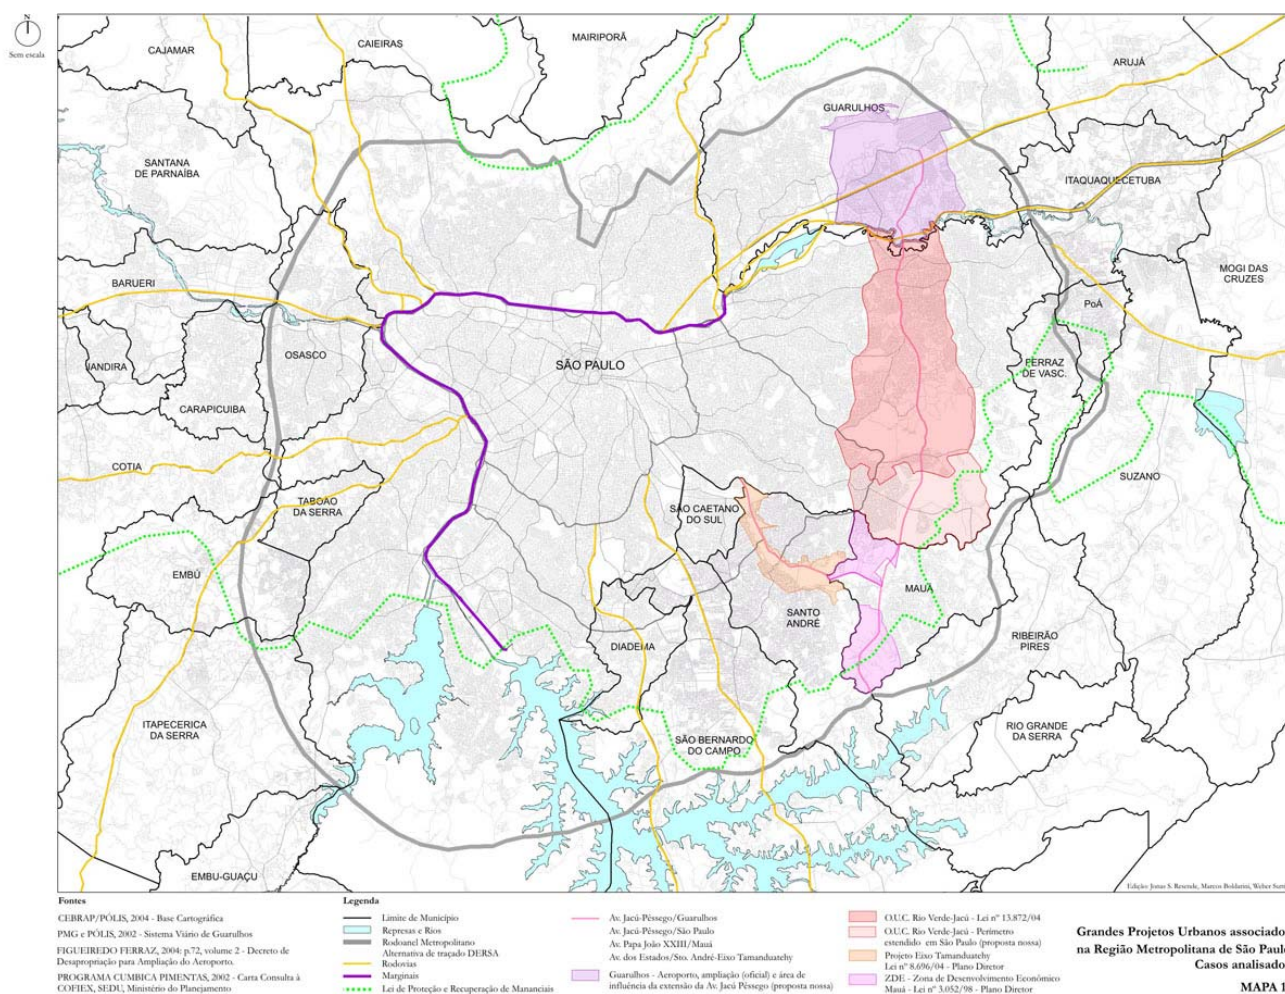 Sem escala
CAJAMAR
CAIEIRAS
MAIRIPORÃ
ARUJÁ
GUARULHOS
SANTANA
DE PARNAÍBA
ITAQUAQUECETUBA
BARUERI
MOGI DAS
CRUZES
POÁ
JANDIRA
OSASCO
SÃO PAULO
FERRAZ
DE VASC.
CARAPICUIBA
COTIA
SUZANO
TABOÃO
DA SERRA
SÃO CAETANO
DO SUL
EMBÚ
MAUÁ
SANTO
ANDRÉ
DIADEMA
RIBEIRÃO
PIRES
ITAPECERICA
DA SERRA
SÃO BERNARDO
DO CAMPO
RIO GRANDE
DA SERRA
EMBU-GUAÇU
Edição: Jonas S. Resende, Marcos Boldarini, Weber
Fontes
CEBRAP/PÓLIS, 2004 - Base Cartográfica
PMG e PÓLIS, 2002 - Sistema Viário de Guarulhos
FIGUEIREDO FERRAZ, 2004: p.72, volume 2 - Decreto de
Desapropriação para Ampliação do Aeroporto.
PROGRAMA CUMBICA PIMENTAS, 2002 - Carta Consulta à
COFIEX, SEDU, Ministério do Planejamento
Legenda
Limite de Município
Represas e Rios
Rodoanel Metropolitano
Alternativa de traçado DERSA
Rodovias
Marginais
Lei de Proteção e Recuperação de Mananciais
Av. Jacú-Pêssego/Guarulhos
Av. Jacú-Pêssego/São Paulo
Av. Papa João XXIII/Mauá
Av. dos Estados/Sto. André-Eixo Tamanduatehy
Guarulhos - Aeroporto, ampliação (oficial) e área de
influência da extensão da Av. Jacú Pêssego (proposta nossa)
O.U.C. Rio Verde-Jacú - Lei nº 13.872/04
O.U.C. Rio Verde-Jacú - Perímetro
estendido em São Paulo (proposta nossa)
Projeto Eixo Tamanduatehy
Lei nº 8.696/04 - Plano Diretor
ZDE - Zona de Desenvolvimento Econômico
Mauá - Lei nº 3.052/98 - Plano Diretor
Grandes Projetos Urbanos associado
na Região Metropolitana de São Paul
Casos analisado
MAPA 1